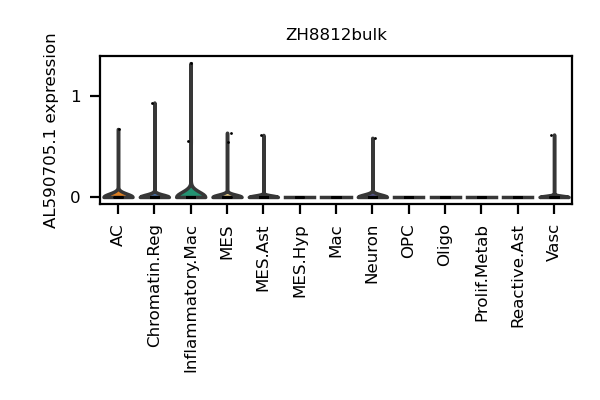 ZH8812bulk
AL590705.1 expression
1
0
AC
Chromatin.Reg
Inflammatory.Mac
MES
MES.Ast
MES.Hyp
Mac
Neuron
OPC
Oligo
Prolif.Metab
Reactive.Ast
Vasc